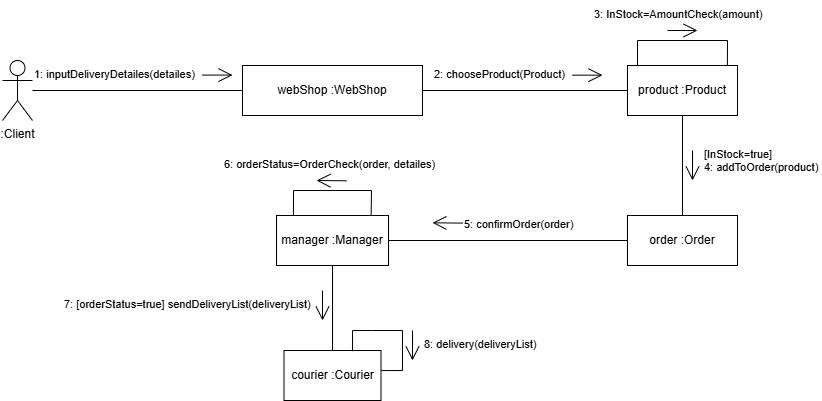 3: InStock=AmountCheck(amount)
1: inputDeliveryDetailes(detailes)
2: chooseProduct(Product)
webShop :WebShop
product :Product
:Client
[InStock=true]
4: addToOrder(product)
6: orderStatus=OrderCheck(order, detailes)
5: confirmOrder(order)
manager :Manager
order :Order
7: [orderStatus=true] sendDeliveryList(deliveryList)
8: delivery(deliveryList)
courier :Courier